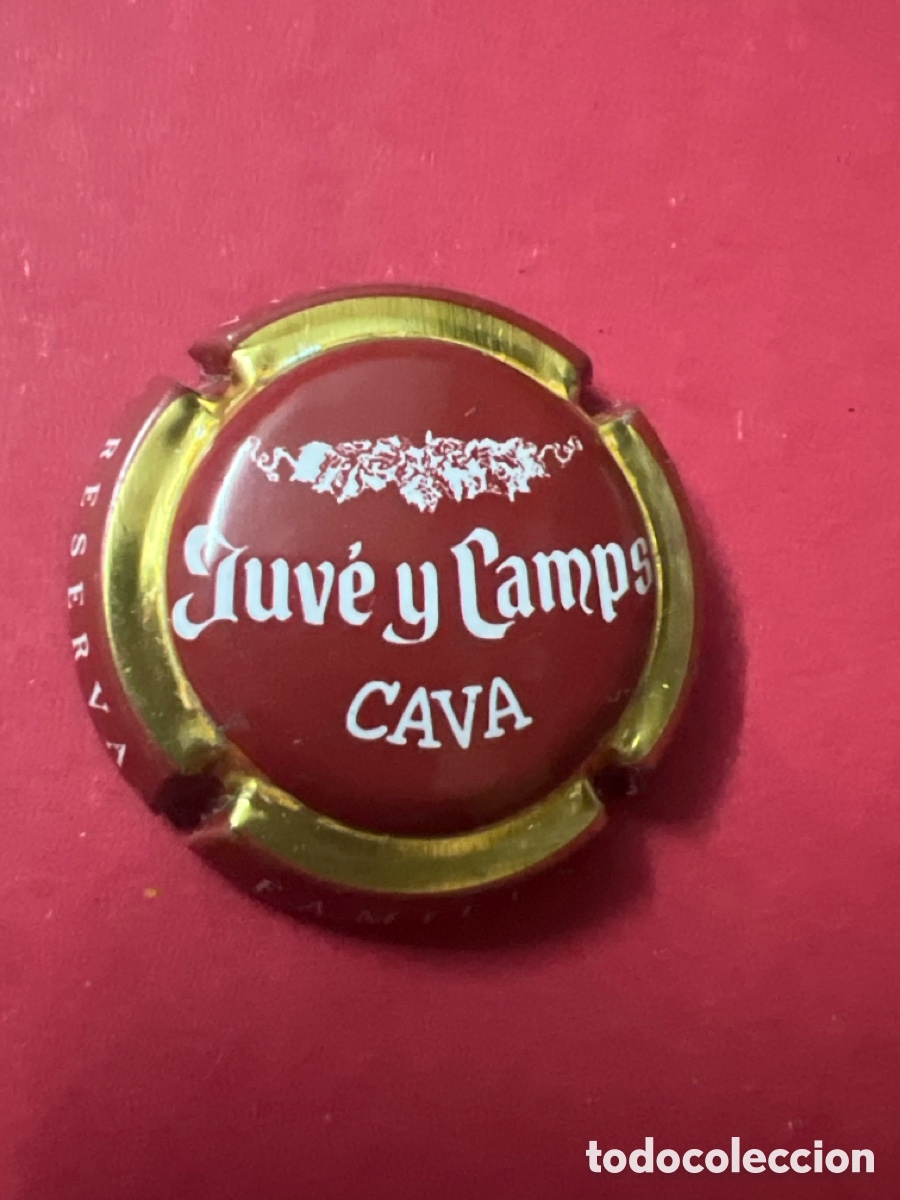 Juvé y Camps
CAVA
RESERVA
todocoleccion